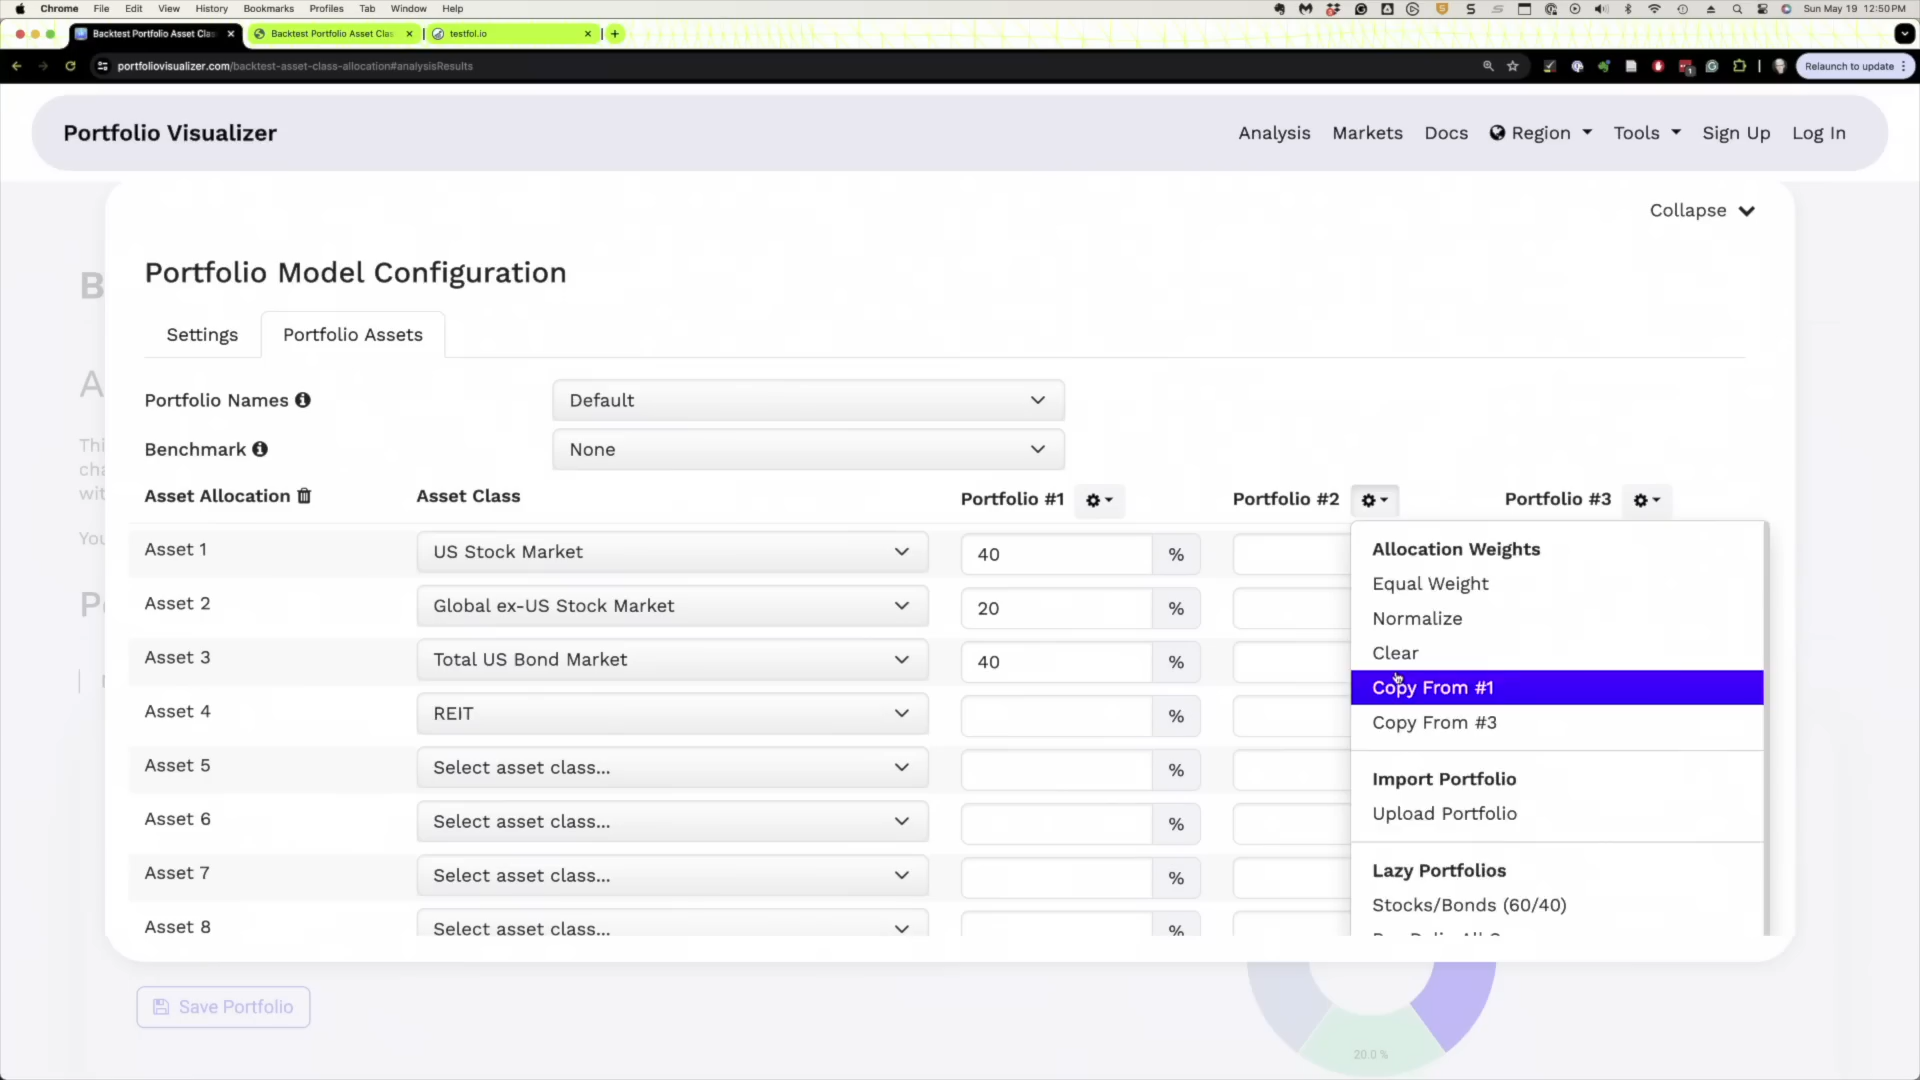 Chrome File Edit View History Bookmarks Profiles Tab Window Help
Sun May 19 12:50PM
Backtest Portfolio Asset Clas
Backtest Portfolio Asset Clas
testfol.io
portfoliovisualizer.com/backtest-asset-class-allocation#analysisResults
Relaunch to update
Portfolio Visualizer
Analysis Markets Docs Region Tools Sign Up Log In
Collapse
Portfolio Model Configuration
Settings Portfolio Assets
Portfolio Names Default
Benchmark None
Asset Allocation Asset Class Portfolio #1 Portfolio #2 Portfolio #3
Asset 1 US Stock Market 40 %
Asset 2 Global ex-US Stock Market 20 %
Asset 3 Total US Bond Market 40 %
Asset 4 REIT %
Asset 5 Select asset class... %
Asset 6 Select asset class... %
Asset 7 Select asset class... %
Asset 8 Select asset class... %
Allocation Weights
Equal Weight
Normalize
Clear
Copy From #1
Copy From #3
Import Portfolio
Upload Portfolio
Lazy Portfolios
Stocks/Bonds (60/40)
Save Portfolio
20.0 %